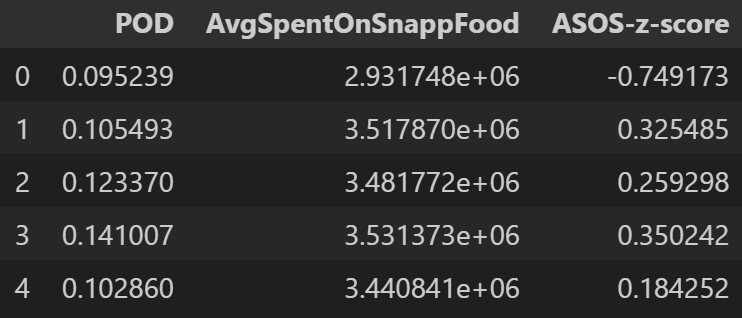 POD AvgSpentOnSnappFood ASOS-z-score
0 0.095239 2.931748e+06 -0.749173
1 0.105493 3.517870e+06 0.325485
2 0.123370 3.481772e+06 0.259298
3 0.141007 3.531373e+06 0.350242
4 0.102860 3.440841e+06 0.184252